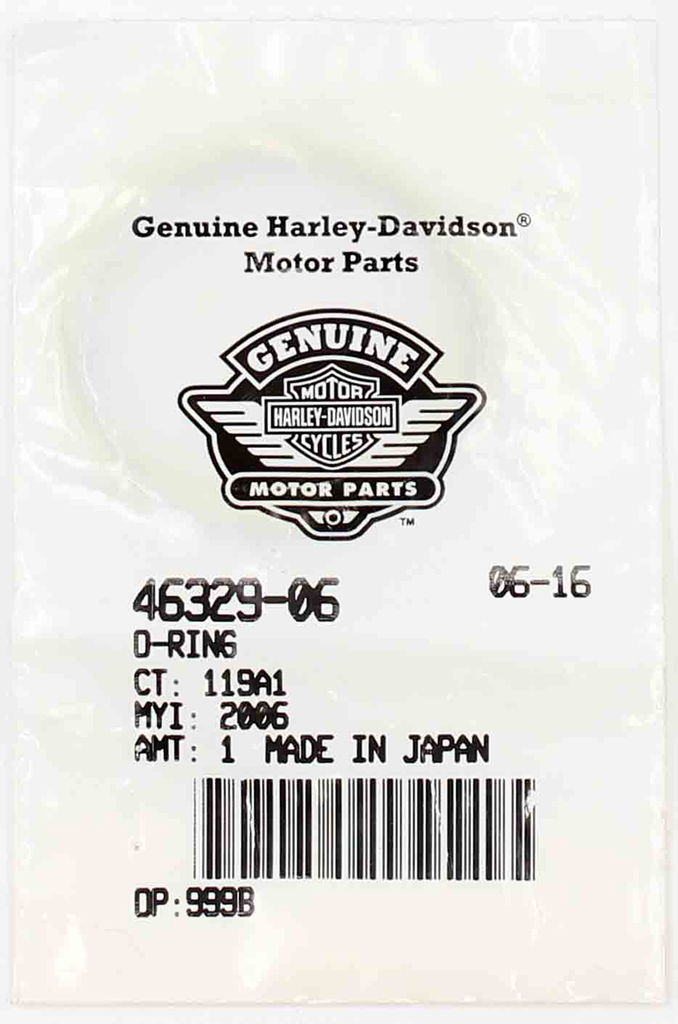 Genuine Harley-Davidson®
Motor Parts
GENUINE
MOTOR
HARLEY-DAVIDSON
CYCLES
MOTOR PARTS
TM
46329-06 06-16
O-RING
CT: 119A1
MYI: 2006
AMT: 1 MADE IN JAPAN
OP:999B